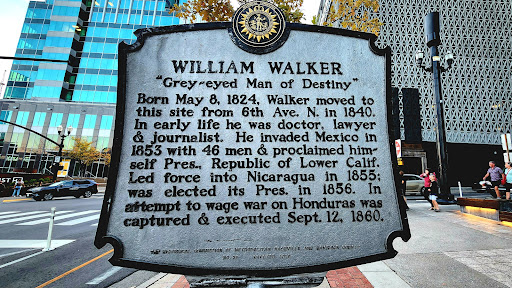 WILLIAM WALKER
"Grey-eyed Man of Destiny"
Born May 8, 1824, Walker moved to
this site from 6th Ave. N. in 1840.
In early life he was doctor, lawyer
& journalist. He invaded Mexico in
1853 with 46 men & proclaimed him-
self Pres., Republic of Lower Calif.
Led force into Nicaragua in 1855;
was elected its Pres. in 1856. In
attempt to wage war on Honduras was
captured & executed Sept. 12, 1860.